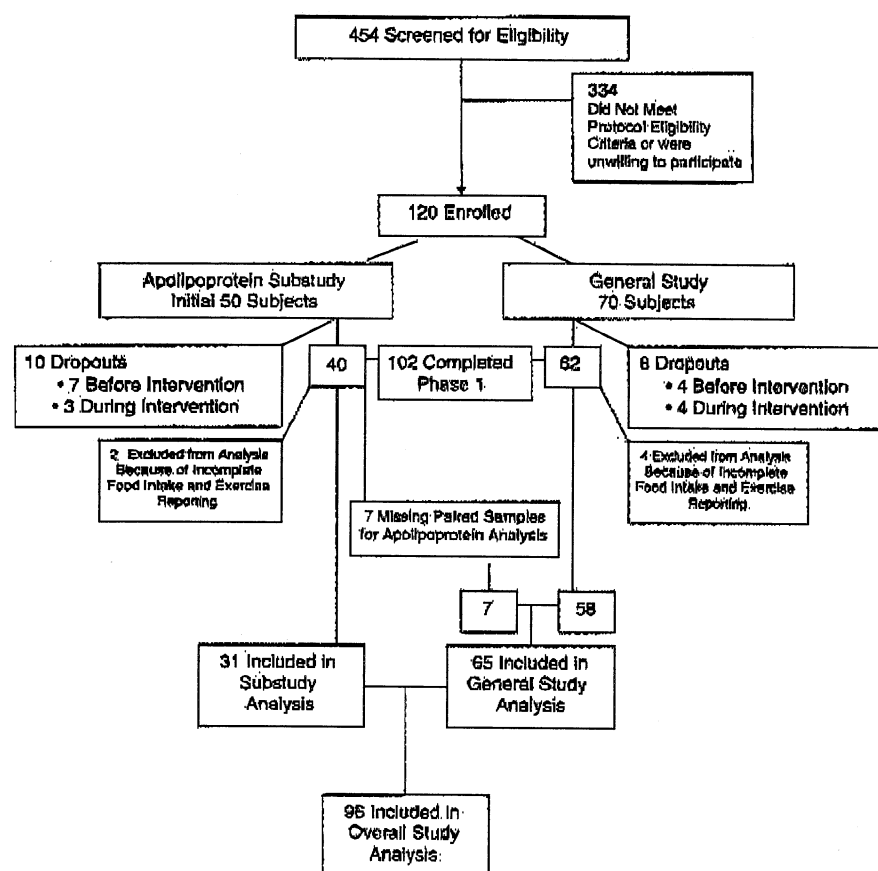 454 Screened for Eligibility
334
Did Not Meet
Protocol Eligibility
Criteria or were
unwilling to participate
120 Enrolled
Apolipoprotein Substudy
Initial 50 Subjects
General Study
70 Subjects
10 Dropouts
• 7 Before Intervention
• 3 During Intervention
40
102 Completed
Phase 1
62
8 Dropouts
• 4 Before Intervention
• 4 During Intervention
2 Excluded from Analysis
Because of Incomplete
Food Intake and Exercise
Reporting
4 Excluded from Analysis
Because of Incomplete
Food Intake and Exercise
Reporting.
7 Missing Paired Samples
for Apolipoprotein Analysis
7
58
31 Included in
Substudy
Analysis
65 Included in
General Study
Analysis
96 Included in
Overall Study
Analysis